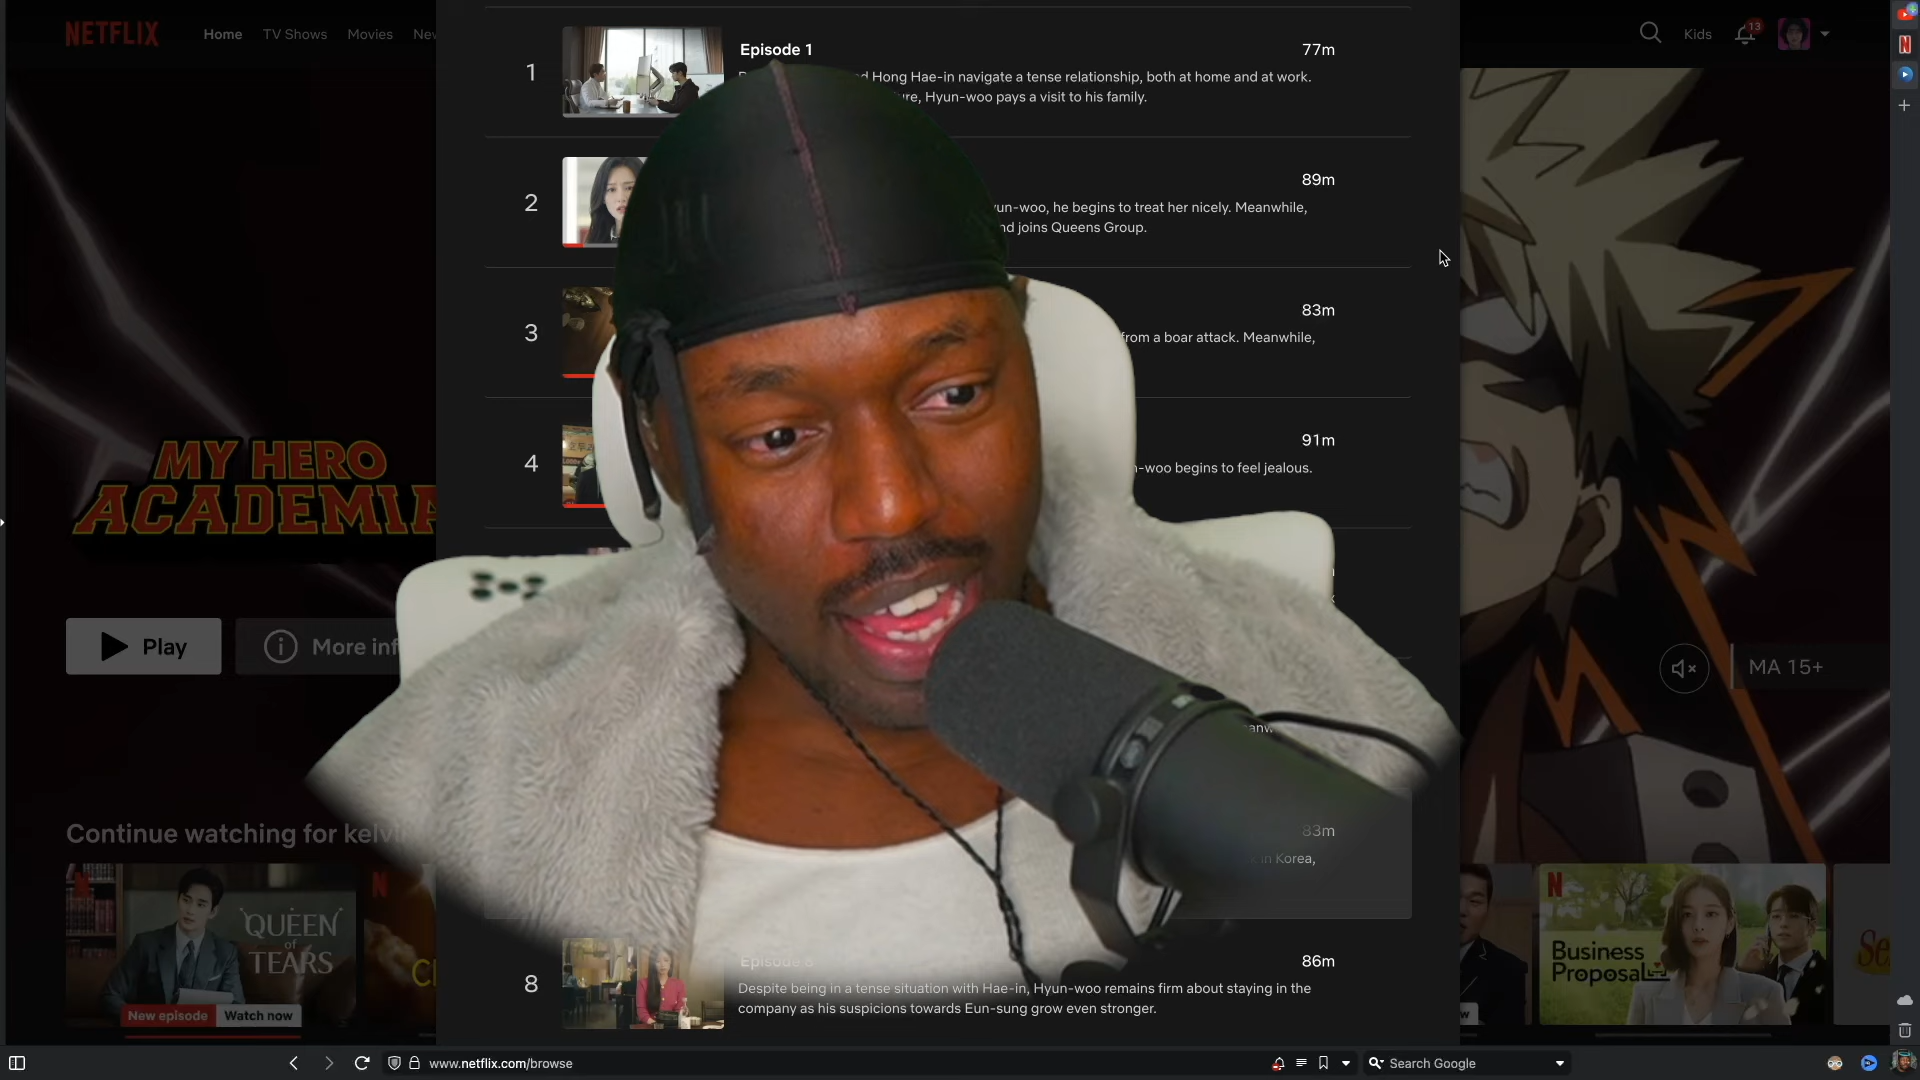 NETFLIX Home TV Shows Movies
Kids 13
1 Episode 1 77m
d Hong Hae-in navigate a tense relationship, both at home and at work.
Hyun-woo pays a visit to his family.
2 89m
yun-woo, he begins to treat her nicely. Meanwhile,
joins Queens Group.
3 83m
from a boar attack. Meanwhile,
4 91m
-woo begins to feel jealous.
MY HERO
ACADEMIA
Play More inf
MA 15+
83m
in Korea,
Continue watching for kelvi
QUEEN
of
TEARS
New episode Watch now
N
Business
Proposal
8 Episode 8 86m
Despite being in a tense situation with Hae-in, Hyun-woo remains firm about staying in the
company as his suspicions towards Eun-sung grow even stronger.
www.netflix.com/browse Search Google